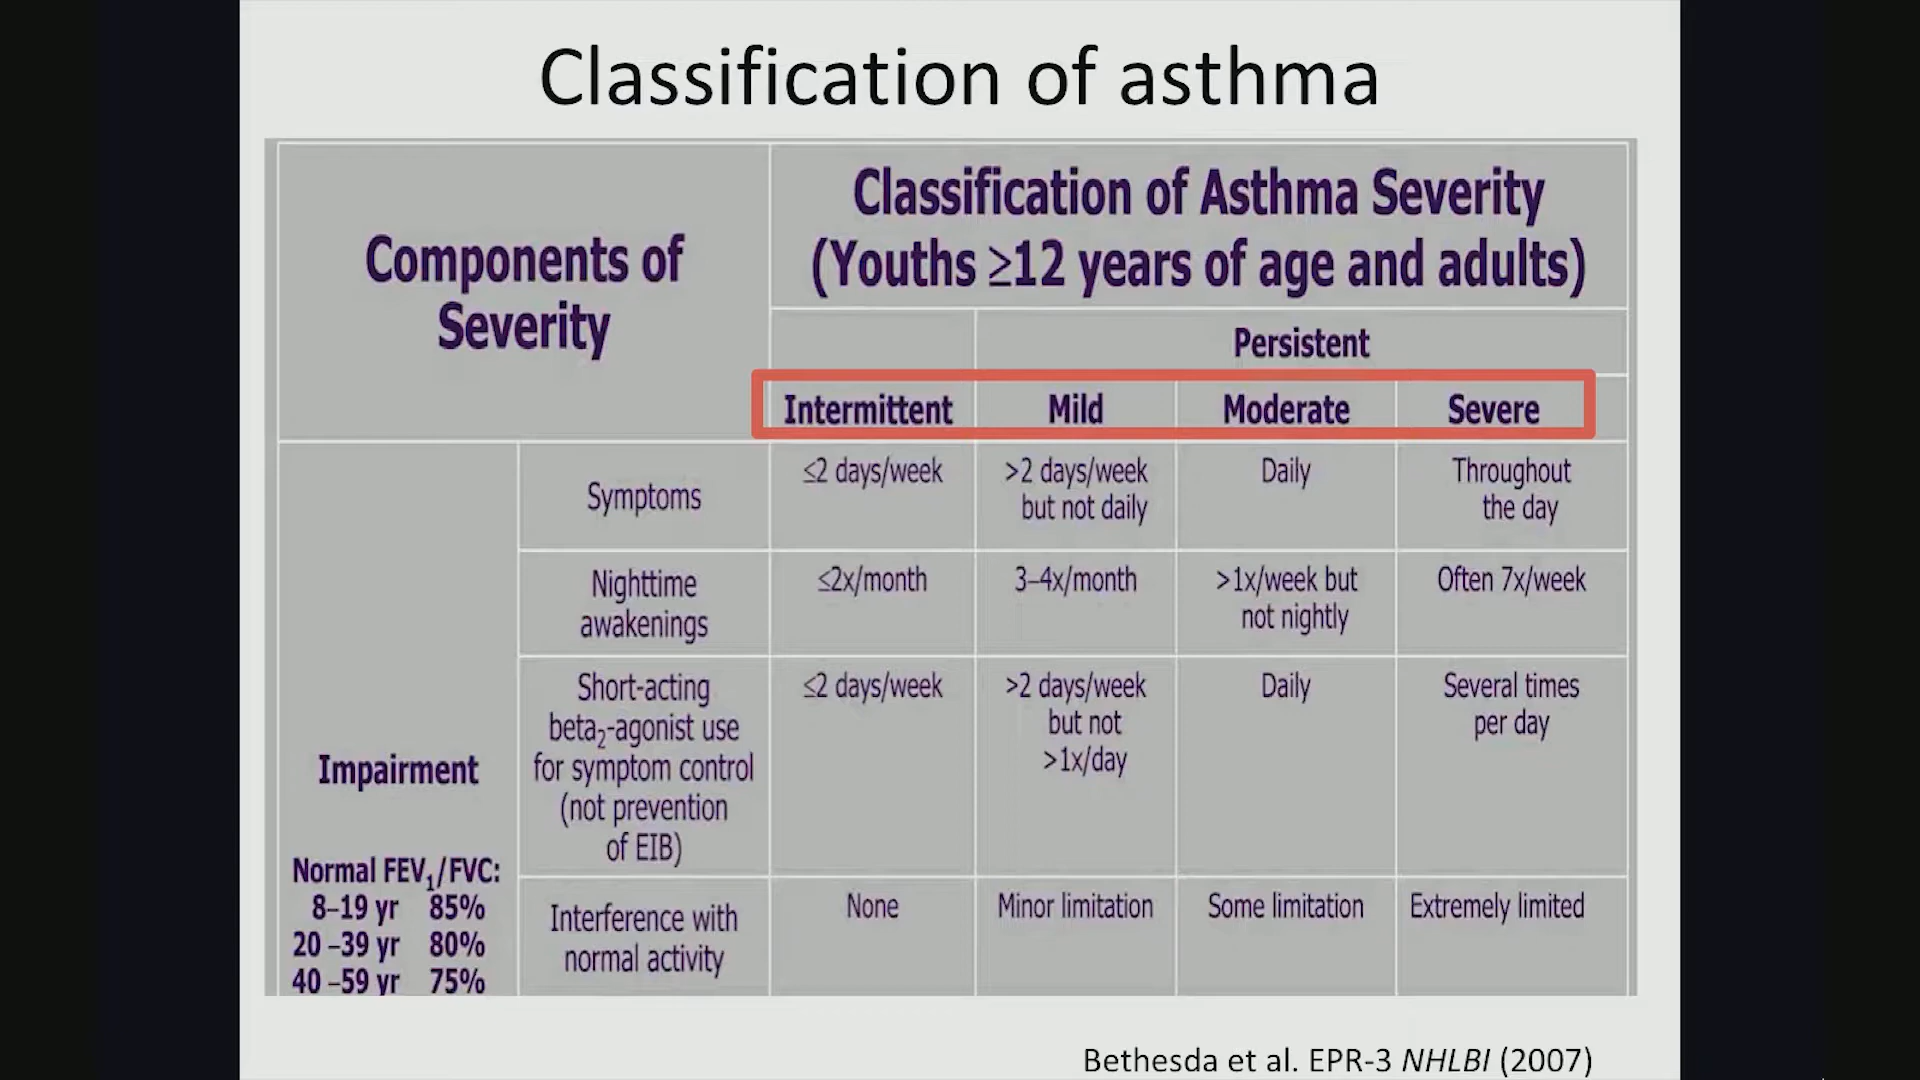 Classification of asthma
Components of
Severity
Classification of Asthma Severity
(Youths ≥12 years of age and adults)
Persistent
Intermittent
Mild
Moderate
Severe
Symptoms
≤2 days/week
>2 days/week
but not daily
Daily
Throughout
the day
Nighttime
awakenings
≤2x/month
3–4x/month
>1x/week but
not nightly
Often 7x/week
Short-acting
beta₂-agonist use
for symptom control
(not prevention
of EIB)
≤2 days/week
>2 days/week
but not
>1x/day
Daily
Several times
per day
Interference with
normal activity
None
Minor limitation
Some limitation
Extremely limited
Impairment
Normal FEV₁/FVC:
8–19 yr 85%
20 –39 yr 80%
40 –59 yr 75%
Bethesda et al. EPR-3 NHLBI (2007)